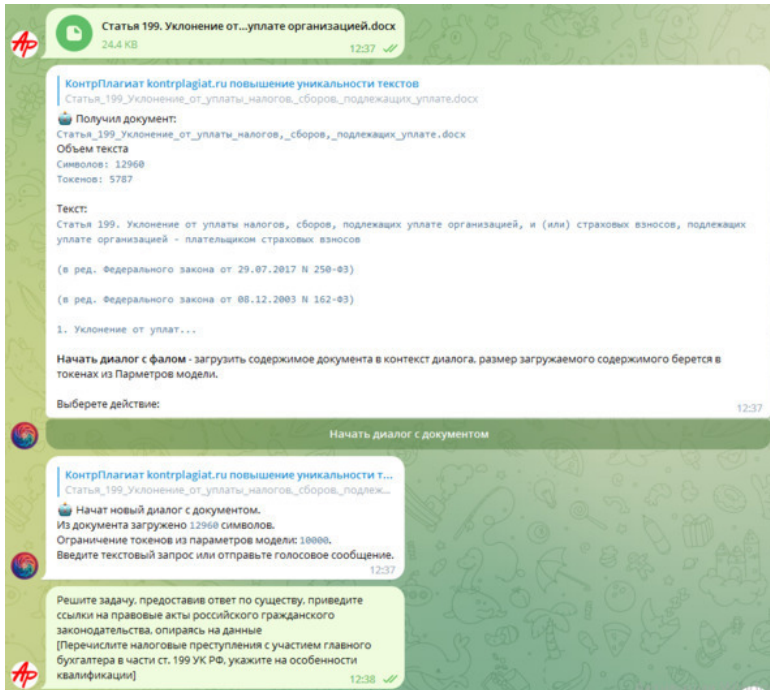 Статья 199. Уклонение от...уплате организацией.docx
24.4 KB
12:37
Ap
КонтрПлагиат kontrplagiat.ru повышение уникальности текстов
Статья_199_Уклонение_от_уплаты_налогов,_сборов,_подлежащих_уплате.docx
Получил документ:
Статья_199_Уклонение_от_уплаты_налогов,_сборов,_подлежащих_уплате.docx
Объем текста
Символов: 12960
Токенов: 5787
Текст:
Статья 199. Уклонение от уплаты налогов, сборов, подлежащих уплате организацией, и (или) страховых взносов, подлежащих
уплате организацией - плательщиком страховых взносов
(в ред. Федерального закона от 29.07.2017 N 250-ФЗ)
(в ред. Федерального закона от 08.12.2003 N 162-ФЗ)
1. Уклонение от уплат...
Начать диалог с фалом - загрузить содержимое документа в контекст диалога, размер загружаемого содержимого берется в
токенах из Парметров модели.
Выберете действие:
12:37
Начать диалог с документом
КонтрПлагиат kontrplagiat.ru повышение уникальности т...
Статья_199_Уклонение_от_уплаты_налогов,_сборов,_подлеж...
Начат новый диалог с документом.
Из документа загружено 12960 символов.
Ограничение токенов из параметров модели: 10000.
Введите текстовый запрос или отправьте голосовое сообщение.
12:37
Решите задачу, предоставив ответ по существу, приведите
ссылки на правовые акты российского гражданского
законодательства, опираясь на данные
[Перечислите налоговые преступления с участием главного
бухгалтера в части ст. 199 УК РФ, укажите на особенности
квалификации]
12:38
Ap